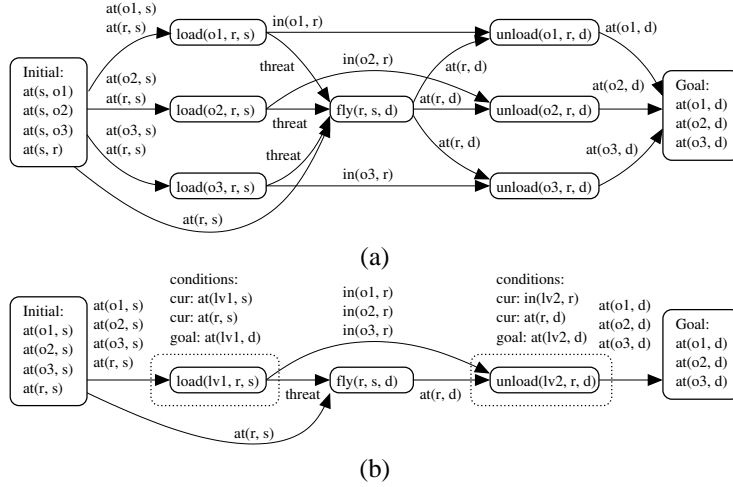 Initial:
at(s, o1)
at(s, o2)
at(s, o3)
at(s, r)
at(o1, s)
at(r, s)
at(o2, s)
at(r, s)
at(o3, s)
at(r, s)
load(o1, r, s)
load(o2, r, s)
load(o3, r, s)
in(o1, r)
threat
in(o2, r)
threat
threat
in(o3, r)
at(r, s)
fly(r, s, d)
at(r, d)
at(r, d)
at(r, d)
unload(o1, r, d)
unload(o2, r, d)
unload(o3, r, d)
at(o1, d)
at(o2, d)
at(o3, d)
Goal:
at(o1, d)
at(o2, d)
at(o3, d)
(a)
Initial:
at(o1, s)
at(o2, s)
at(o3, s)
at(r, s)
at(o1, s)
at(o2, s)
at(o3, s)
at(r, s)
conditions:
cur: at(lv1, s)
cur: at(r, s)
goal: at(lv1, d)
load(lv1, r, s)
in(o1, r)
in(o2, r)
in(o3, r)
threat
at(r, s)
fly(r, s, d)
at(r, d)
conditions:
cur: in(lv2, r)
cur: at(r, d)
goal: at(lv2, d)
unload(lv2, r, d)
at(o1, d)
at(o2, d)
at(o3, d)
Goal:
at(o1, d)
at(o2, d)
at(o3, d)
(b)